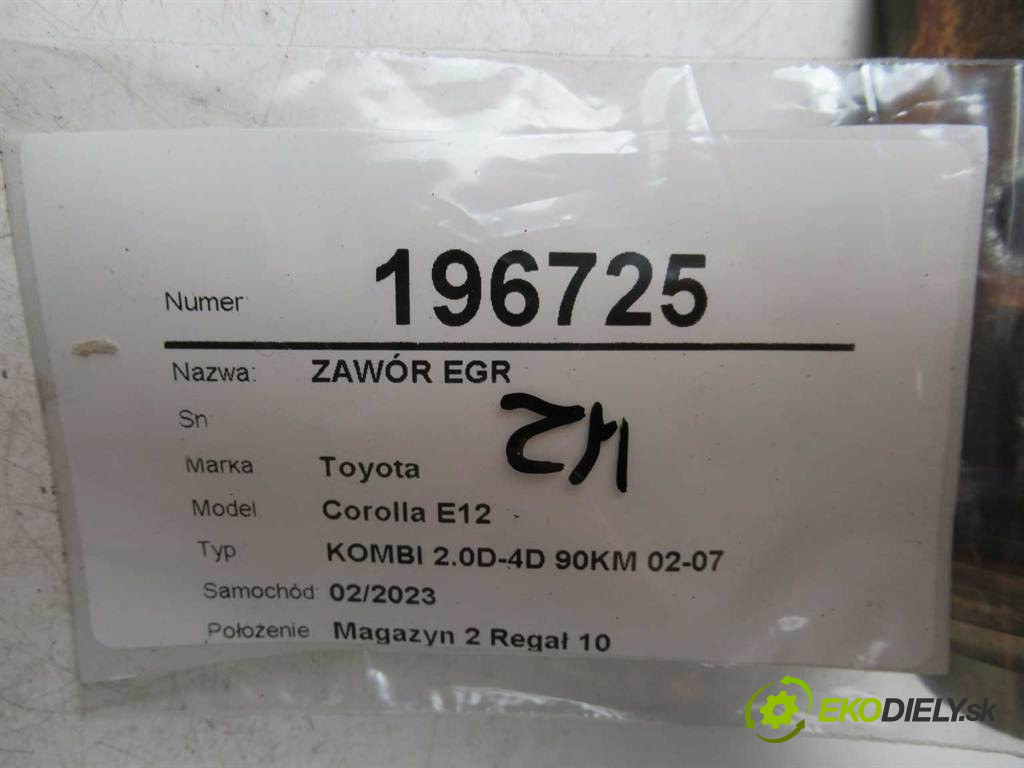 Numer 196725
Nazwa: ZAWÓR EGR
Sn
Marka Toyota
Model Corolla E12
Typ KOMBI 2.0D-4D 90KM 02-07
Samochód: 02/2023
Położenie Magazyn 2 Regał 10
EKODIELY.sk